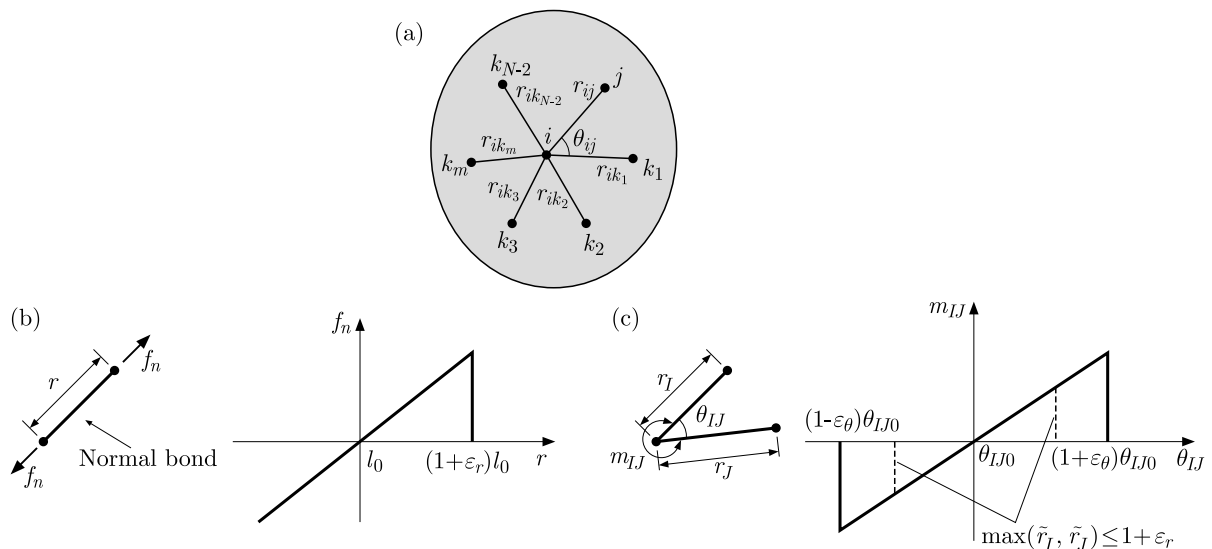 (a)
k_{N-2}
j
r_{ik_{N-2}}
r_{ij}
i
θ_{ij}
r_{ik_m}
k_m
r_{ik_1}
k_1
r_{ik_3}
r_{ik_2}
k_3
k_2
(b)
f_n
r
Normal bond
f_n
f_n
l_0
(1+ε_r)l_0
r
(c)
r_I
θ_{IJ}
m_{IJ}
r_J
m_{IJ}
(1-ε_θ)θ_{IJ0}
θ_{IJ0}
(1+ε_θ)θ_{IJ0}
θ_{IJ}
max(r̃_I, r̃_J)≤1+ε_r